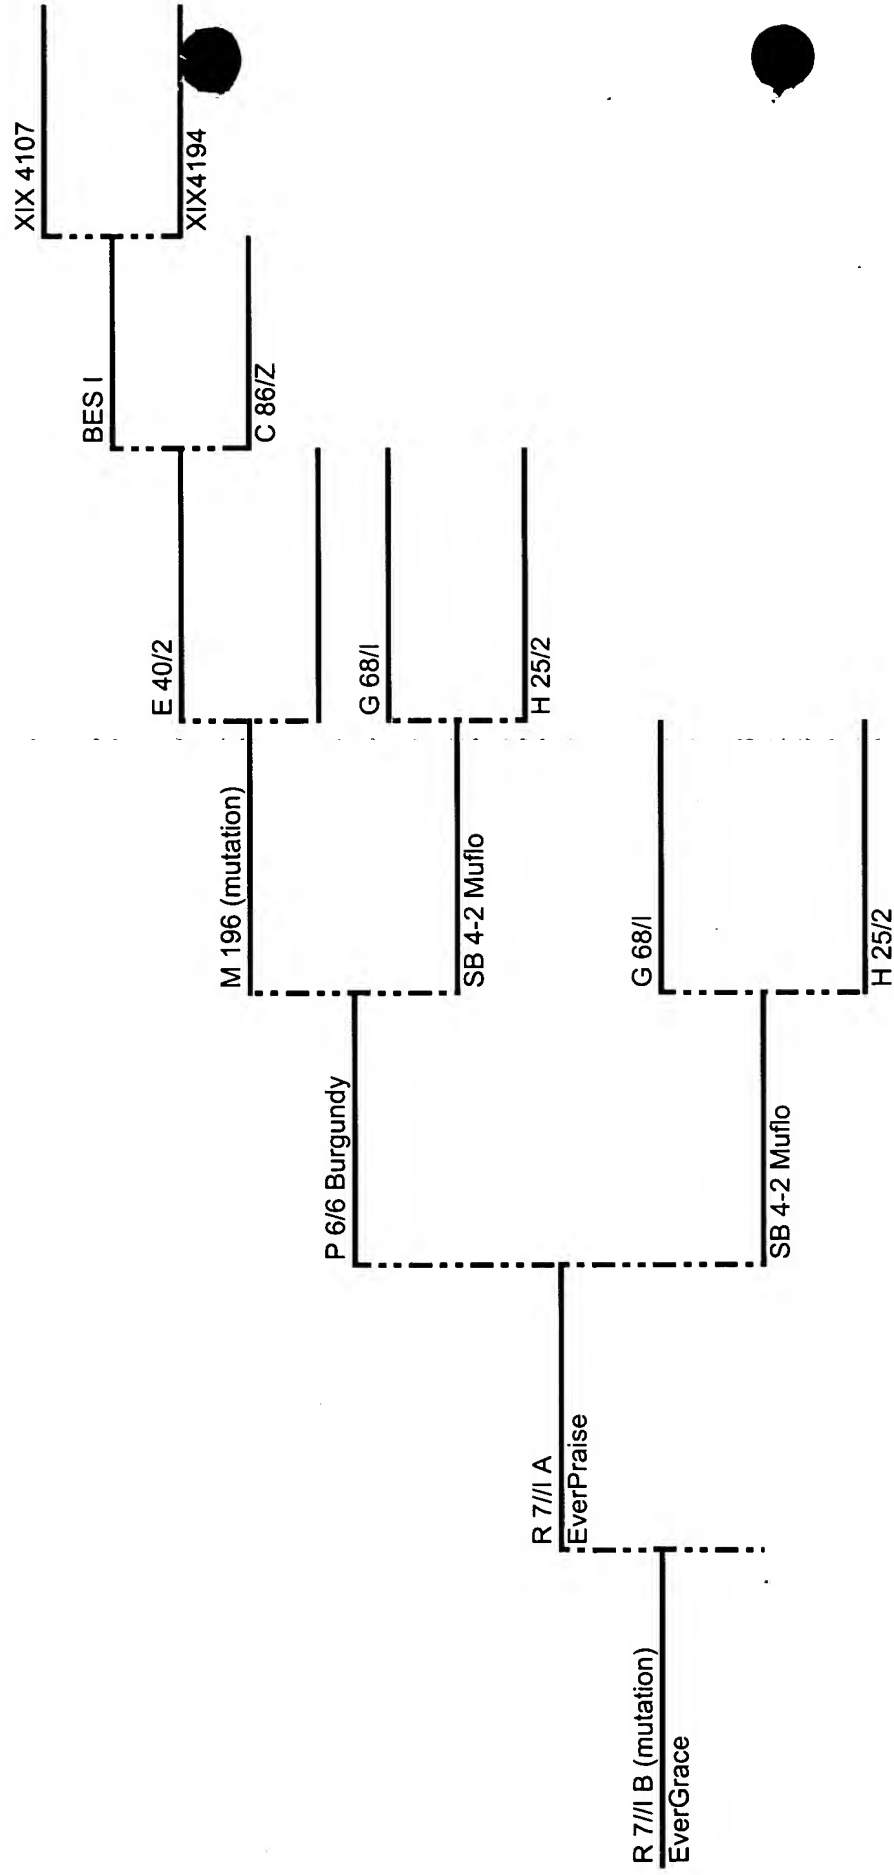 R 7//I B (mutation)
EverGrace
R 7//I A
EverPraise
P 6/6 Burgundy
SB 4-2 Muflo
M 196 (mutation)
SB 4-2 Muflo
G 68/I
H 25/2
E 40/2
G 68/I
H 25/2
BES I
C 86/Z
XIX 4107
XIX4194